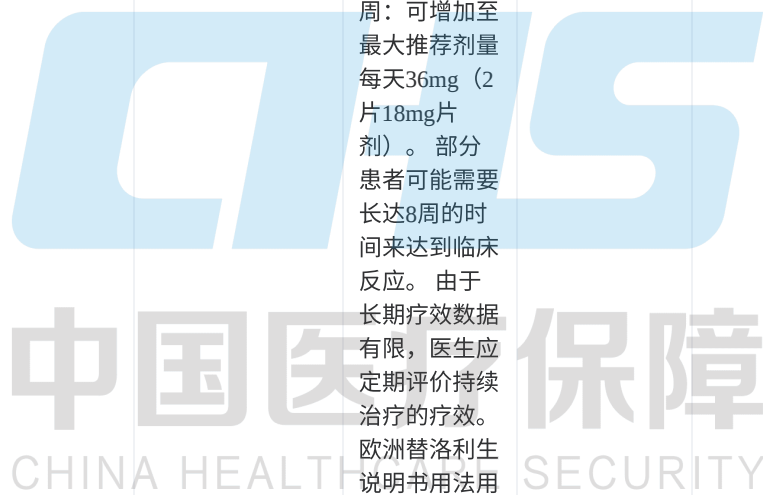 周：可增加至
最大推荐剂量
每天36mg（2
片18mg片
剂）。 部分
患者可能需要
长达8周的时
间来达到临床
反应。 由于
长期疗效数据
有限，医生应
定期评价持续
治疗的疗效。
欧洲替洛利生
说明书用法用
CHS
中国医疗保障
CHINA HEALTHCARE SECURITY